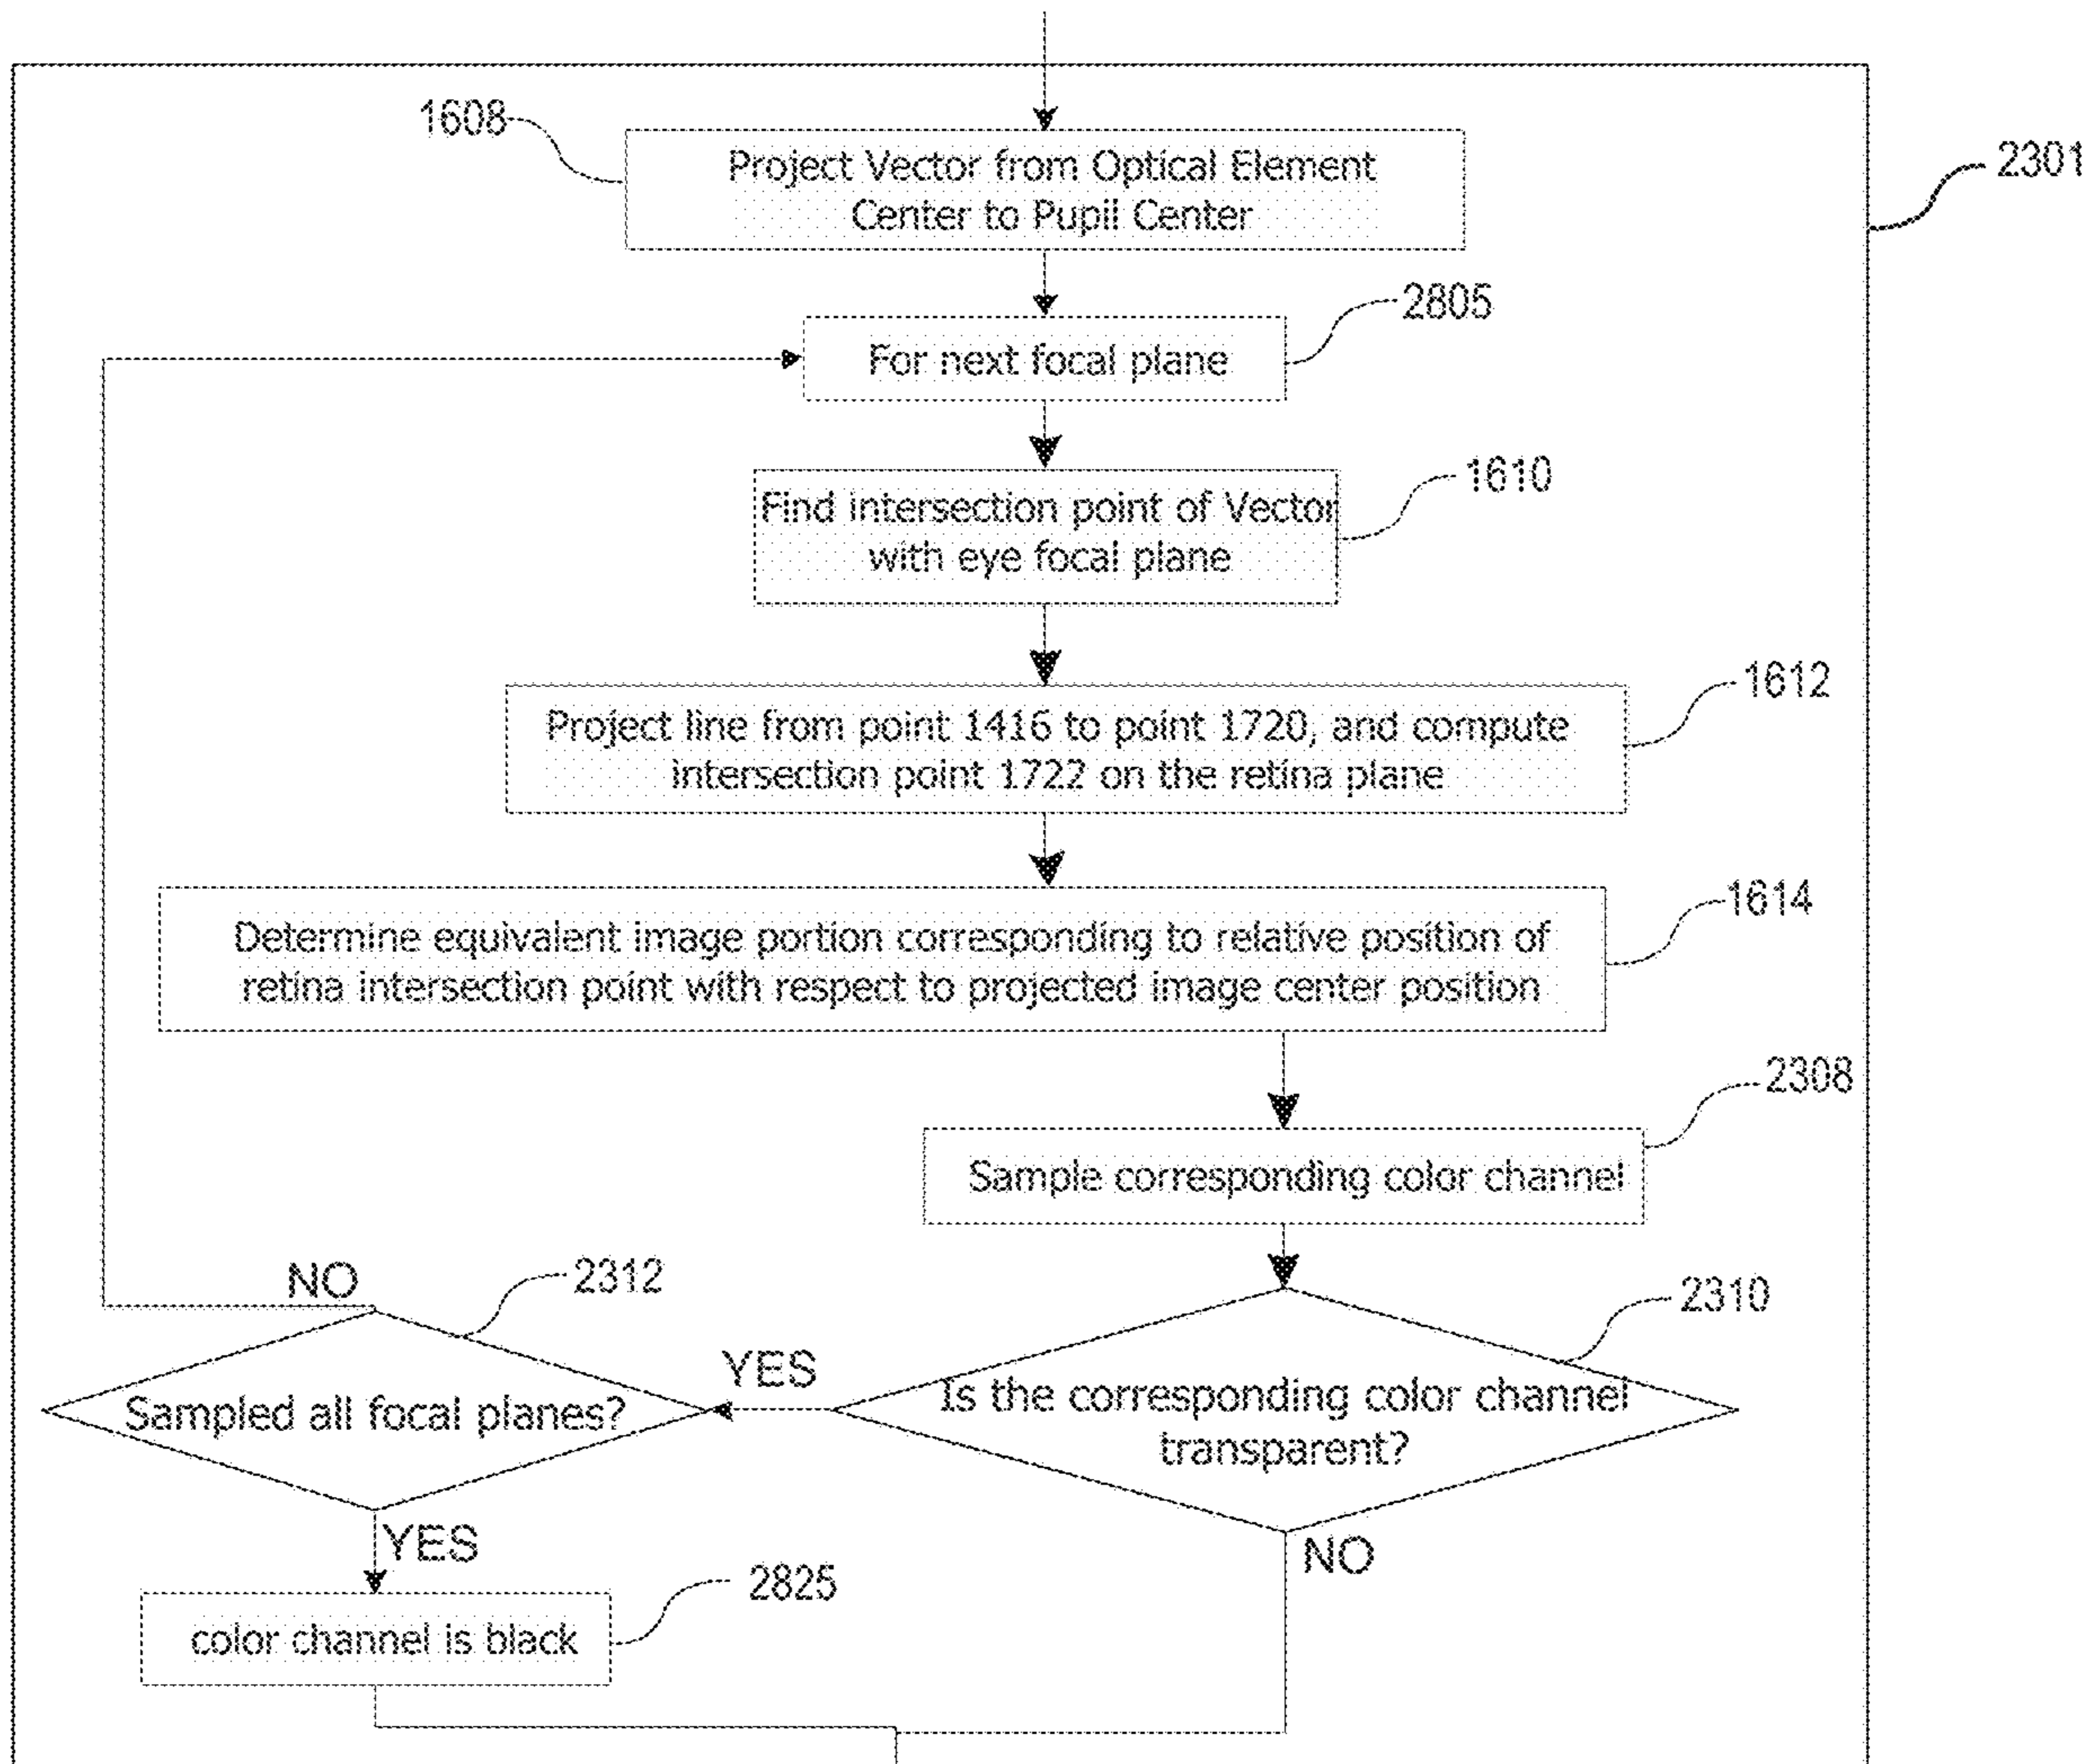 1608
Project Vector from Optical Element
Center to Pupil Center
2301
2805
For next focal plane
1610
Find intersection point of Vector
with eye focal plane
1612
Project line from point 1416 to point 1720, and compute
intersection point 1722 on the retina plane
1614
Determine equivalent image portion corresponding to relative position of
retina intersection point with respect to projected image center position
2308
Sample corresponding color channel
NO
2312
2310
YES
Sampled all focal planes?
Is the corresponding color channel
transparent?
YES
NO
2825
color channel is black